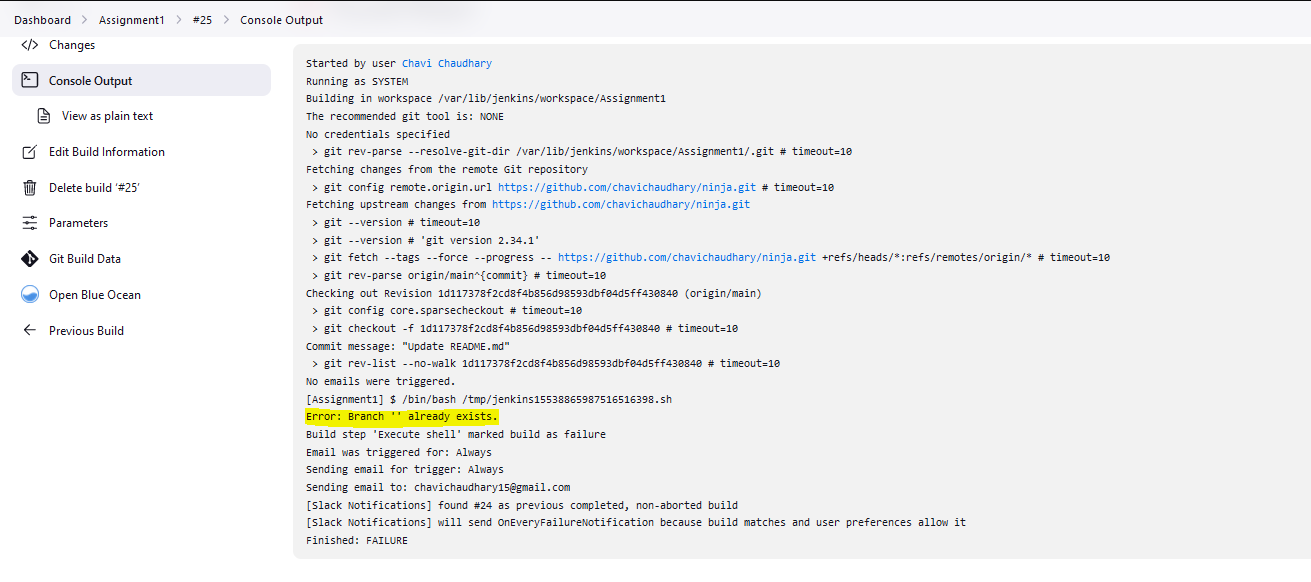 Dashboard > Assignment1 > #25 > Console Output
Changes
Console Output
View as plain text
Edit Build Information
Delete build ‘#25’
Parameters
Git Build Data
Open Blue Ocean
Previous Build
Started by user Chavi Chaudhary
Running as SYSTEM
Building in workspace /var/lib/jenkins/workspace/Assignment1
The recommended git tool is: NONE
No credentials specified
> git rev-parse --resolve-git-dir /var/lib/jenkins/workspace/Assignment1/.git # timeout=10
Fetching changes from the remote Git repository
> git config remote.origin.url https://github.com/chavichaudhary/ninja.git # timeout=10
Fetching upstream changes from https://github.com/chavichaudhary/ninja.git
> git --version # timeout=10
> git --version # 'git version 2.34.1'
> git fetch --tags --force --progress -- https://github.com/chavichaudhary/ninja.git +refs/heads/*:refs/remotes/origin/* # timeout=10
> git rev-parse origin/main^{commit} # timeout=10
Checking out Revision 1d117378f2cd8f4b856d98593dbf04d5ff430840 (origin/main)
> git config core.sparsecheckout # timeout=10
> git checkout -f 1d117378f2cd8f4b856d98593dbf04d5ff430840 # timeout=10
Commit message: "Update README.md"
> git rev-list --no-walk 1d117378f2cd8f4b856d98593dbf04d5ff430840 # timeout=10
No emails were triggered.
[Assignment1] $ /bin/bash /tmp/jenkins15538865987516516398.sh
Error: Branch '' already exists.
Build step 'Execute shell' marked build as failure
Email was triggered for: Always
Sending email for trigger: Always
Sending email to: chavichaudhary15@gmail.com
[Slack Notifications] found #24 as previous completed, non-aborted build
[Slack Notifications] will send OnEveryFailureNotification because build matches and user preferences allow it
Finished: FAILURE